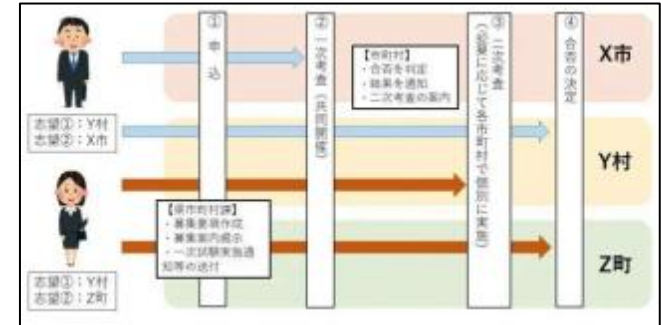 ① 申込
② 一次考査（共同開催）
③ 二次考査
（必要に応じて各市町村で個別に実施）
④ 合否の決定
X市
【市町村】
・合否を判定
・結果を通知
・二次考査の案内
志望①：Y村
志望②：X市
Y村
【県市町村課】
・募集要項作成
・募集案内掲示
・一次試験実施通
知等の送付
Z町
志望①：Y村
志望②：Z町